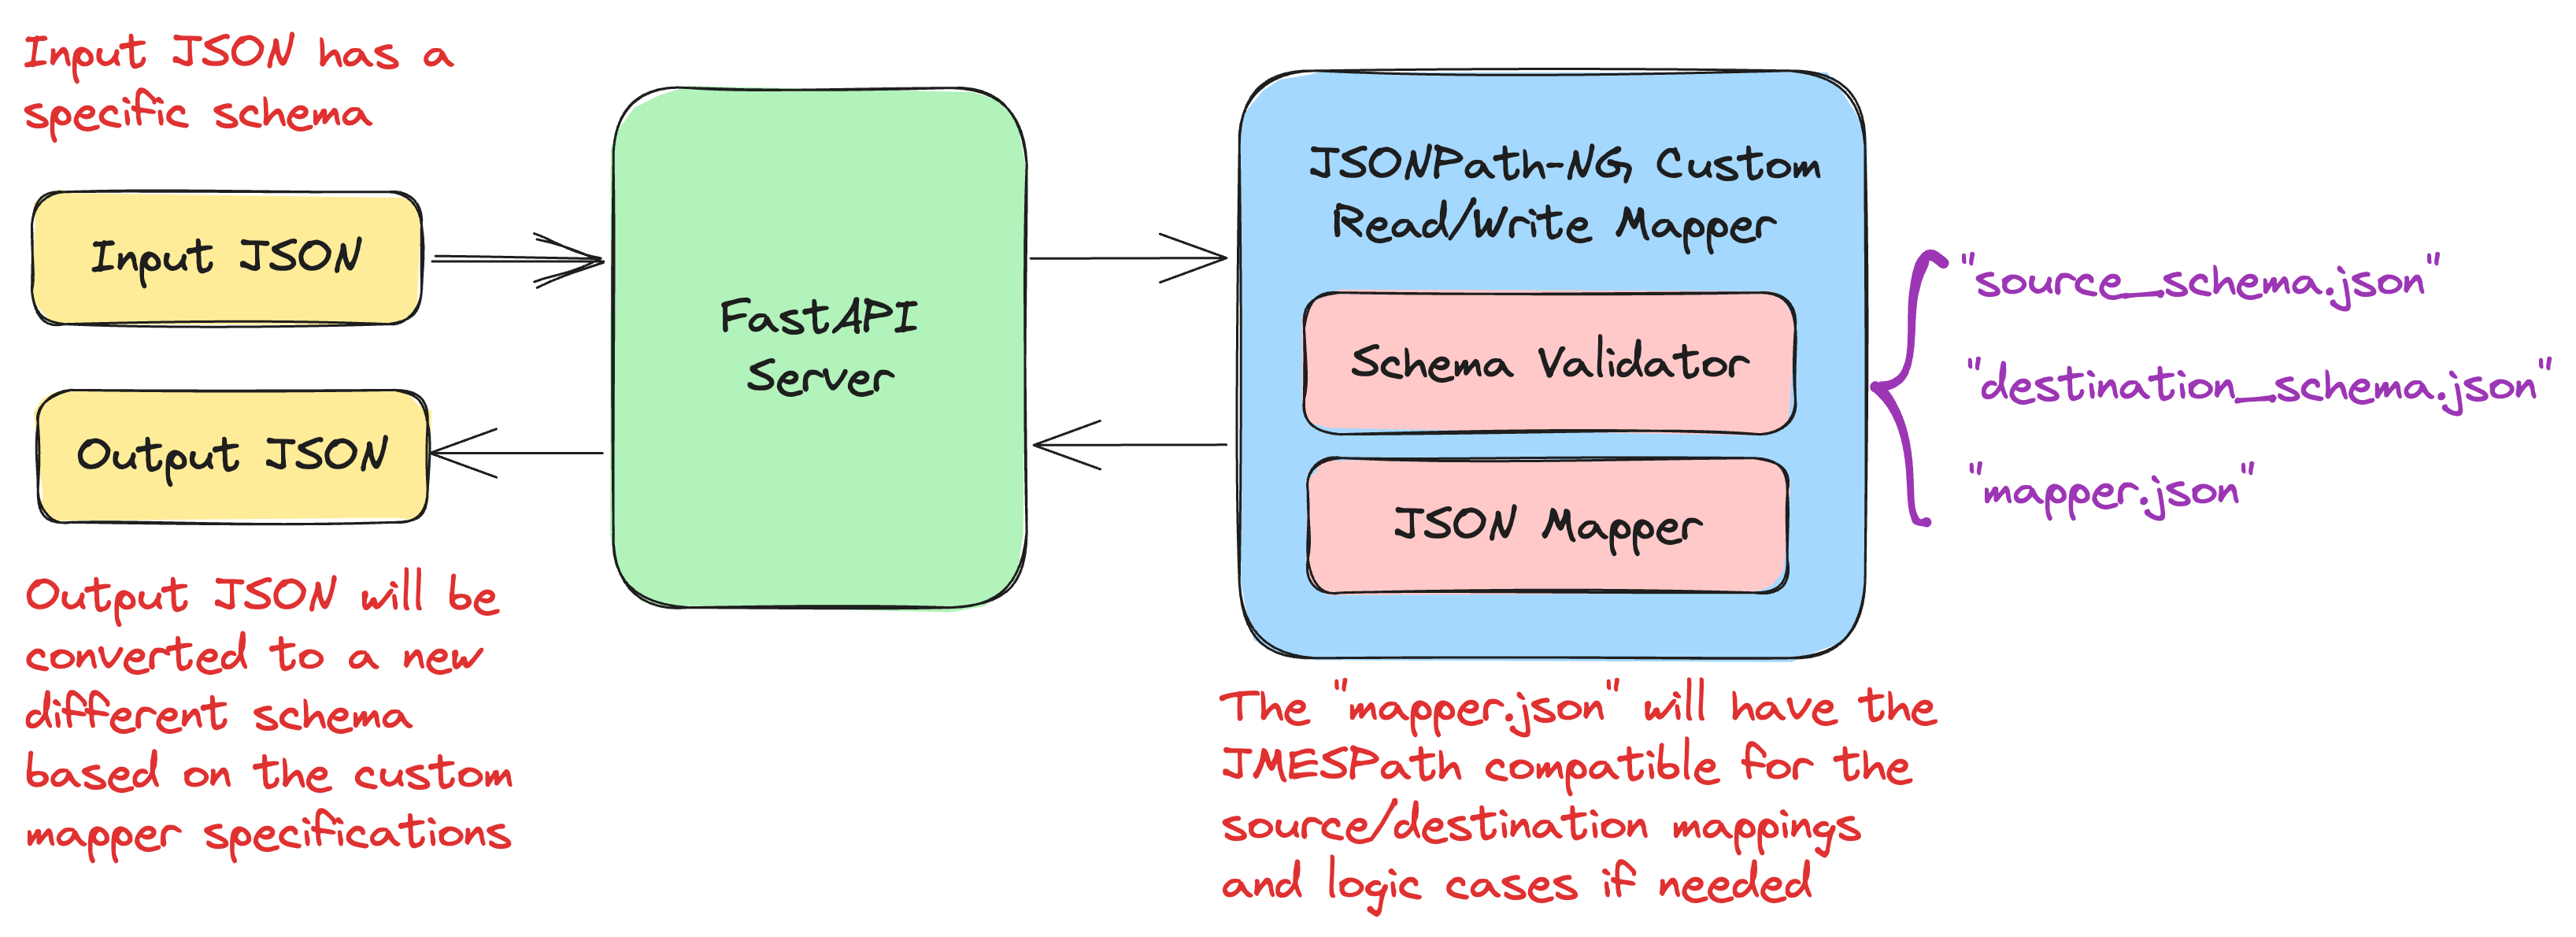 Input JSON has a
specific schema
Input JSON
Output JSON
Output JSON will be
converted to a new
different schema
based on the custom
mapper specifications
FastAPI
Server
JSONPath-NG, Custom
Read/Write Mapper
Schema Validator
JSON Mapper
The "mapper.json" will have the
JMESPath compatible for the
source/destination mappings
and logic cases if needed
"source_schema.json"
"destination_schema.json"
"mapper.json"